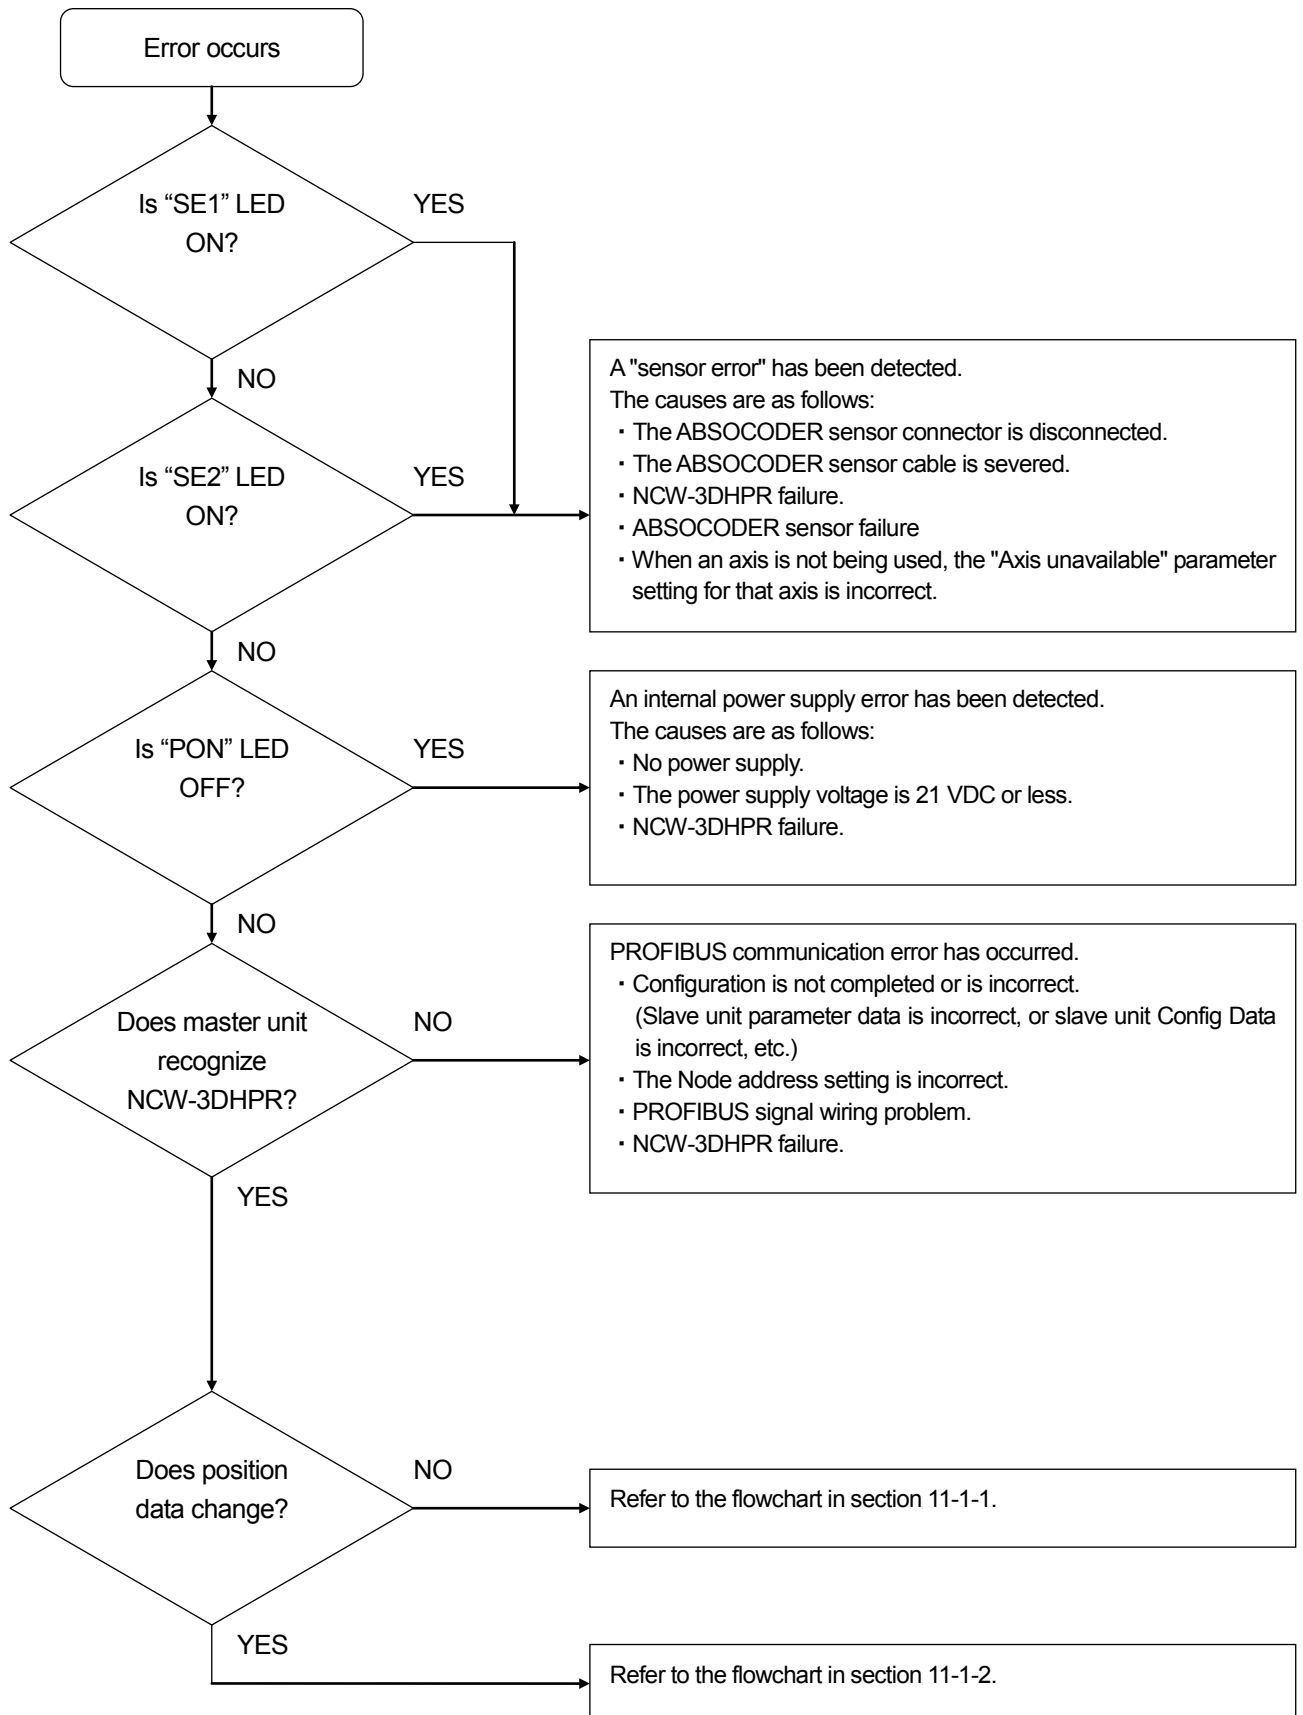 Error occurs
Is “SE1” LED
ON?
YES
NO
Is “SE2” LED
ON?
YES
A "sensor error" has been detected.
The causes are as follows:
・The ABSOCODER sensor connector is disconnected.
・The ABSOCODER sensor cable is severed.
・NCW-3DHPR failure.
・ABSOCODER sensor failure
・When an axis is not being used, the "Axis unavailable" parameter
setting for that axis is incorrect.
NO
Is “PON” LED
OFF?
YES
An internal power supply error has been detected.
The causes are as follows:
・No power supply.
・The power supply voltage is 21 VDC or less.
・NCW-3DHPR failure.
NO
Does master unit
recognize
NCW-3DHPR?
NO
PROFIBUS communication error has occurred.
・Configuration is not completed or is incorrect.
(Slave unit parameter data is incorrect, or slave unit Config Data
is incorrect, etc.)
・The Node address setting is incorrect.
・PROFIBUS signal wiring problem.
・NCW-3DHPR failure.
YES
Does position
data change?
NO
Refer to the flowchart in section 11-1-1.
YES
Refer to the flowchart in section 11-1-2.